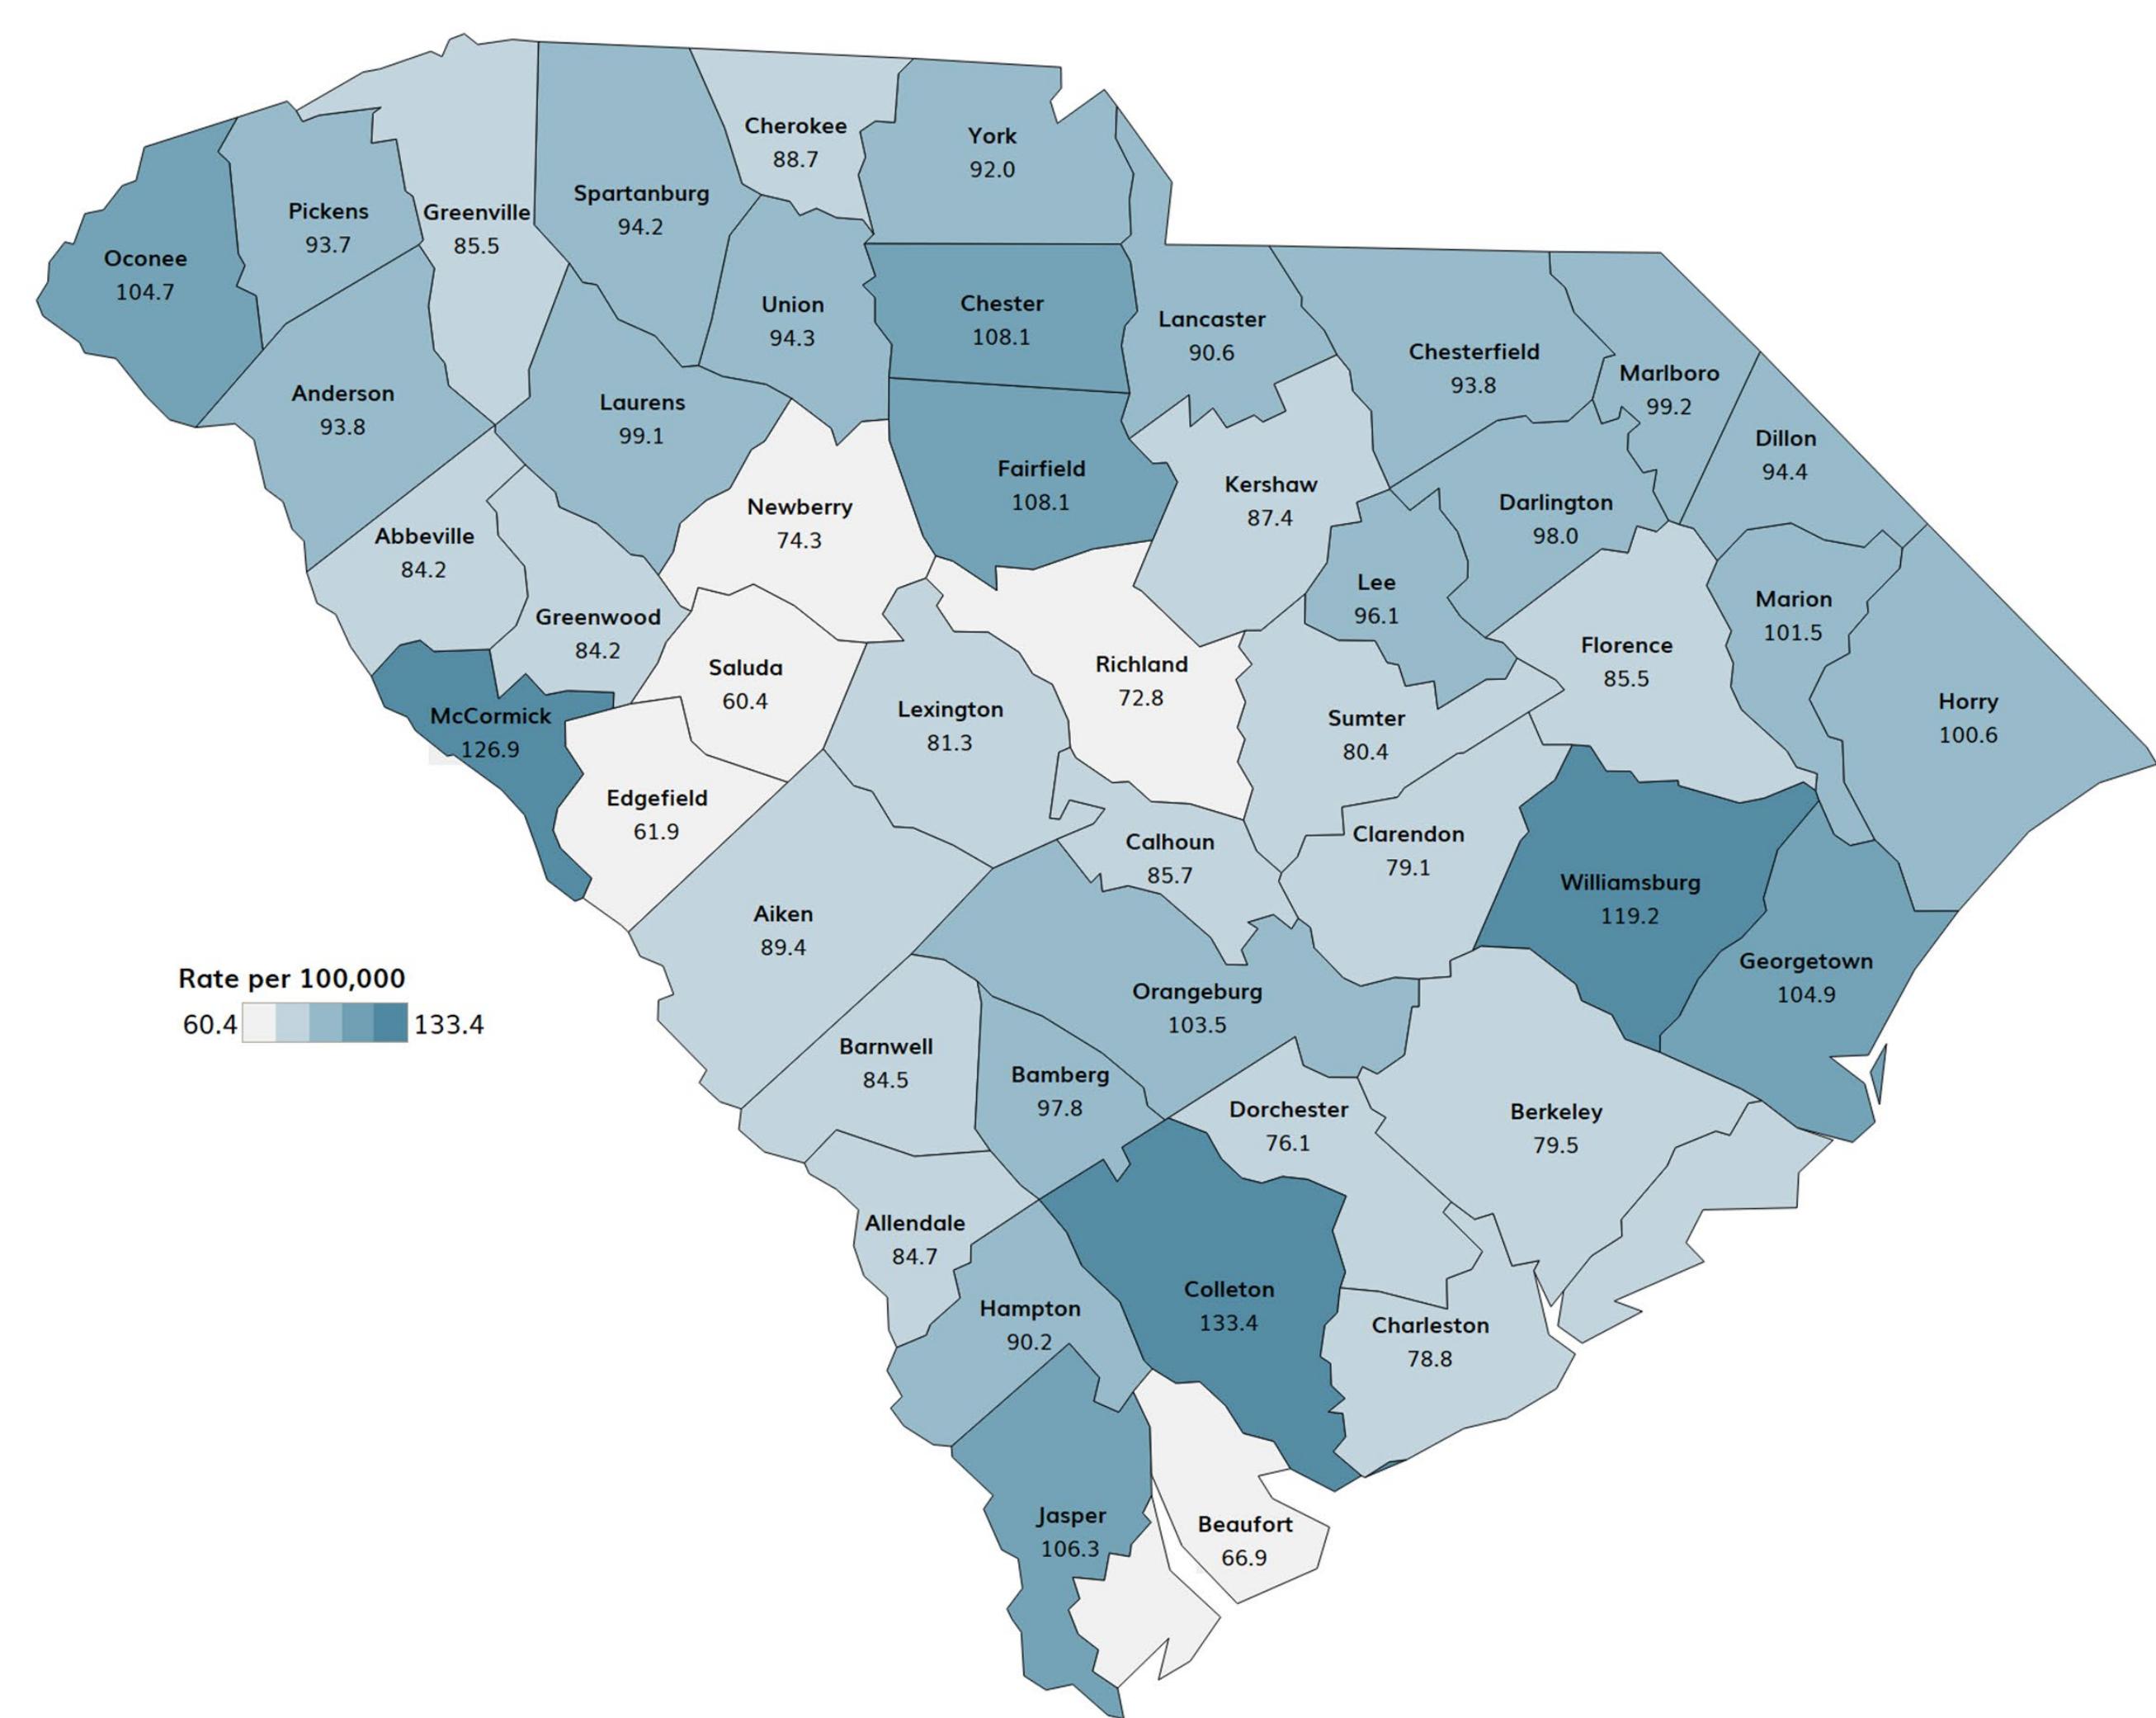 Cherokee
88.7
York
92.0
Spartanburg
94.2
Pickens
93.7
Greenville
85.5
Oconee
104.7
Union
94.3
Chester
108.1
Lancaster
90.6
Chesterfield
93.8
Marlboro
99.2
Anderson
93.8
Laurens
99.1
Dillon
94.4
Fairfield
108.1
Kershaw
87.4
Newberry
74.3
Darlington
98.0
Abbeville
84.2
Lee
96.1
Marion
101.5
Greenwood
84.2
Florence
85.5
Saluda
60.4
Richland
72.8
Horry
100.6
Lexington
81.3
McCormick
126.9
Sumter
80.4
Edgefield
61.9
Clarendon
79.1
Calhoun
85.7
Williamsburg
119.2
Aiken
89.4
Georgetown
104.9
Rate per 100,000
60.4 133.4
Orangeburg
103.5
Barnwell
84.5
Bamberg
97.8
Dorchester
76.1
Berkeley
79.5
Allendale
84.7
Colleton
133.4
Hampton
90.2
Charleston
78.8
Jasper
106.3
Beaufort
66.9